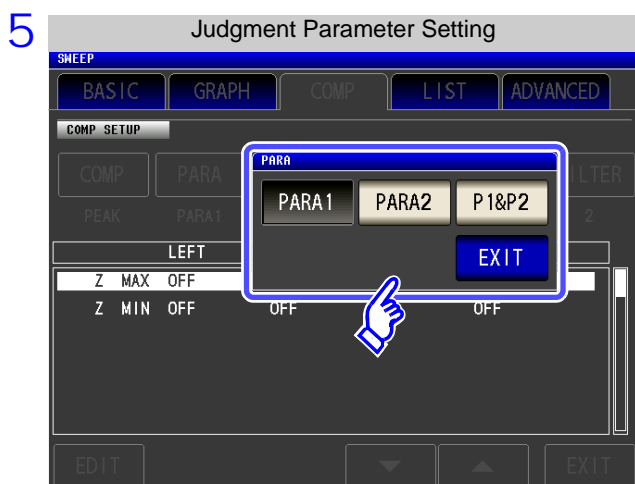 5
Judgment Parameter Setting
SWEEP
BASIC GRAPH COMP LIST ADVANCED
COMP SETUP
PARA
COMP PARA LTER
PARA1 PARA2 P1&P2
PEAK PARA1 2
EXIT
LEFT
Z MAX OFF
Z MIN OFF OFF OFF
EDIT EXIT